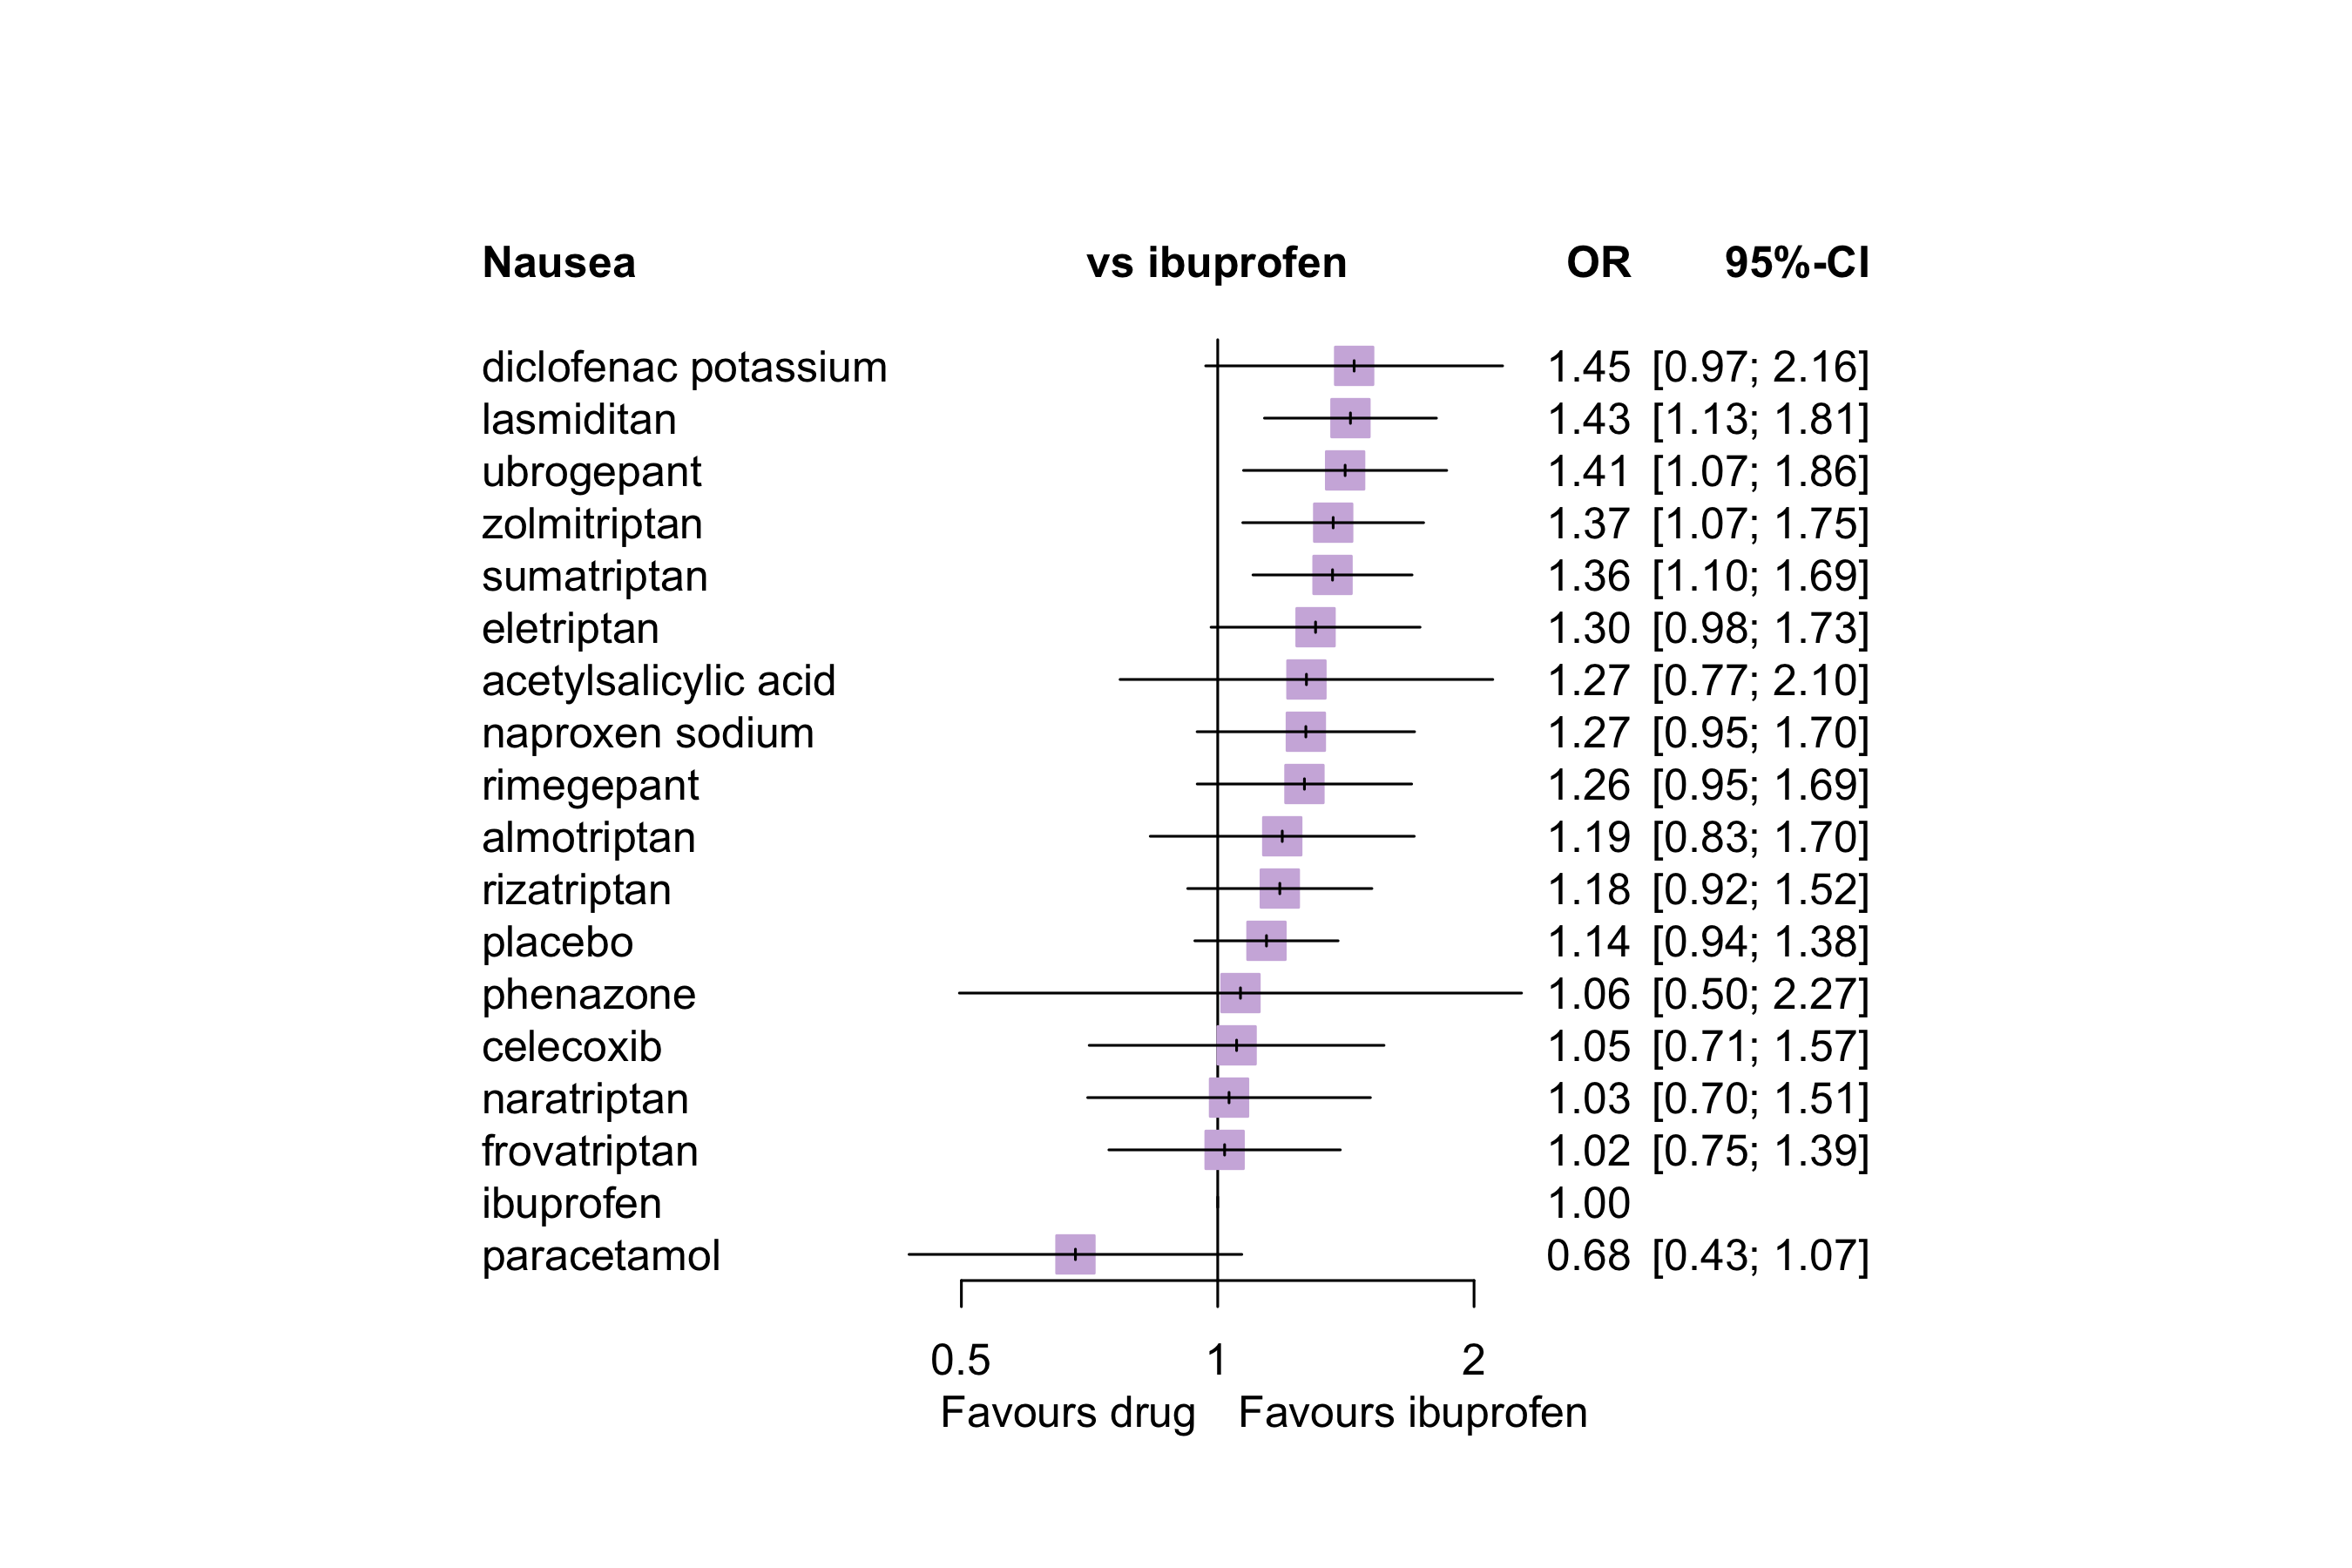 Nausea vs ibuprofen OR 95%-CI
diclofenac potassium 1.45 [0.97; 2.16]
lasmiditan 1.43 [1.13; 1.81]
ubrogepant 1.41 [1.07; 1.86]
zolmitriptan 1.37 [1.07; 1.75]
sumatriptan 1.36 [1.10; 1.69]
eletriptan 1.30 [0.98; 1.73]
acetylsalicylic acid 1.27 [0.77; 2.10]
naproxen sodium 1.27 [0.95; 1.70]
rimegepant 1.26 [0.95; 1.69]
almotriptan 1.19 [0.83; 1.70]
rizatriptan 1.18 [0.92; 1.52]
placebo 1.14 [0.94; 1.38]
phenazone 1.06 [0.50; 2.27]
celecoxib 1.05 [0.71; 1.57]
naratriptan 1.03 [0.70; 1.51]
frovatriptan 1.02 [0.75; 1.39]
ibuprofen 1.00
paracetamol 0.68 [0.43; 1.07]
0.5 1 2
Favours drug Favours ibuprofen